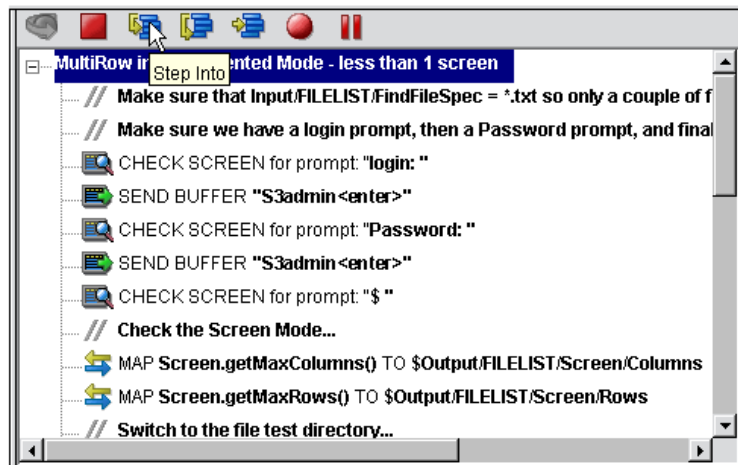 MultiRow in ented Mode - less than 1 screen
Step Into
// Make sure that Input/FILELIST/FindFileSpec = *.txt so only a couple of f
// Make sure we have a login prompt, then a Password prompt, and final
CHECK SCREEN for prompt: "login: "
SEND BUFFER "S3admin<enter>"
CHECK SCREEN for prompt: "Password: "
SEND BUFFER "S3admin<enter>"
CHECK SCREEN for prompt: "$ "
// Check the Screen Mode...
MAP Screen.getMaxColumns() TO $Output/FILELIST/Screen/Columns
MAP Screen.getMaxRows() TO $Output/FILELIST/Screen/Rows
// Switch to the file test directory...